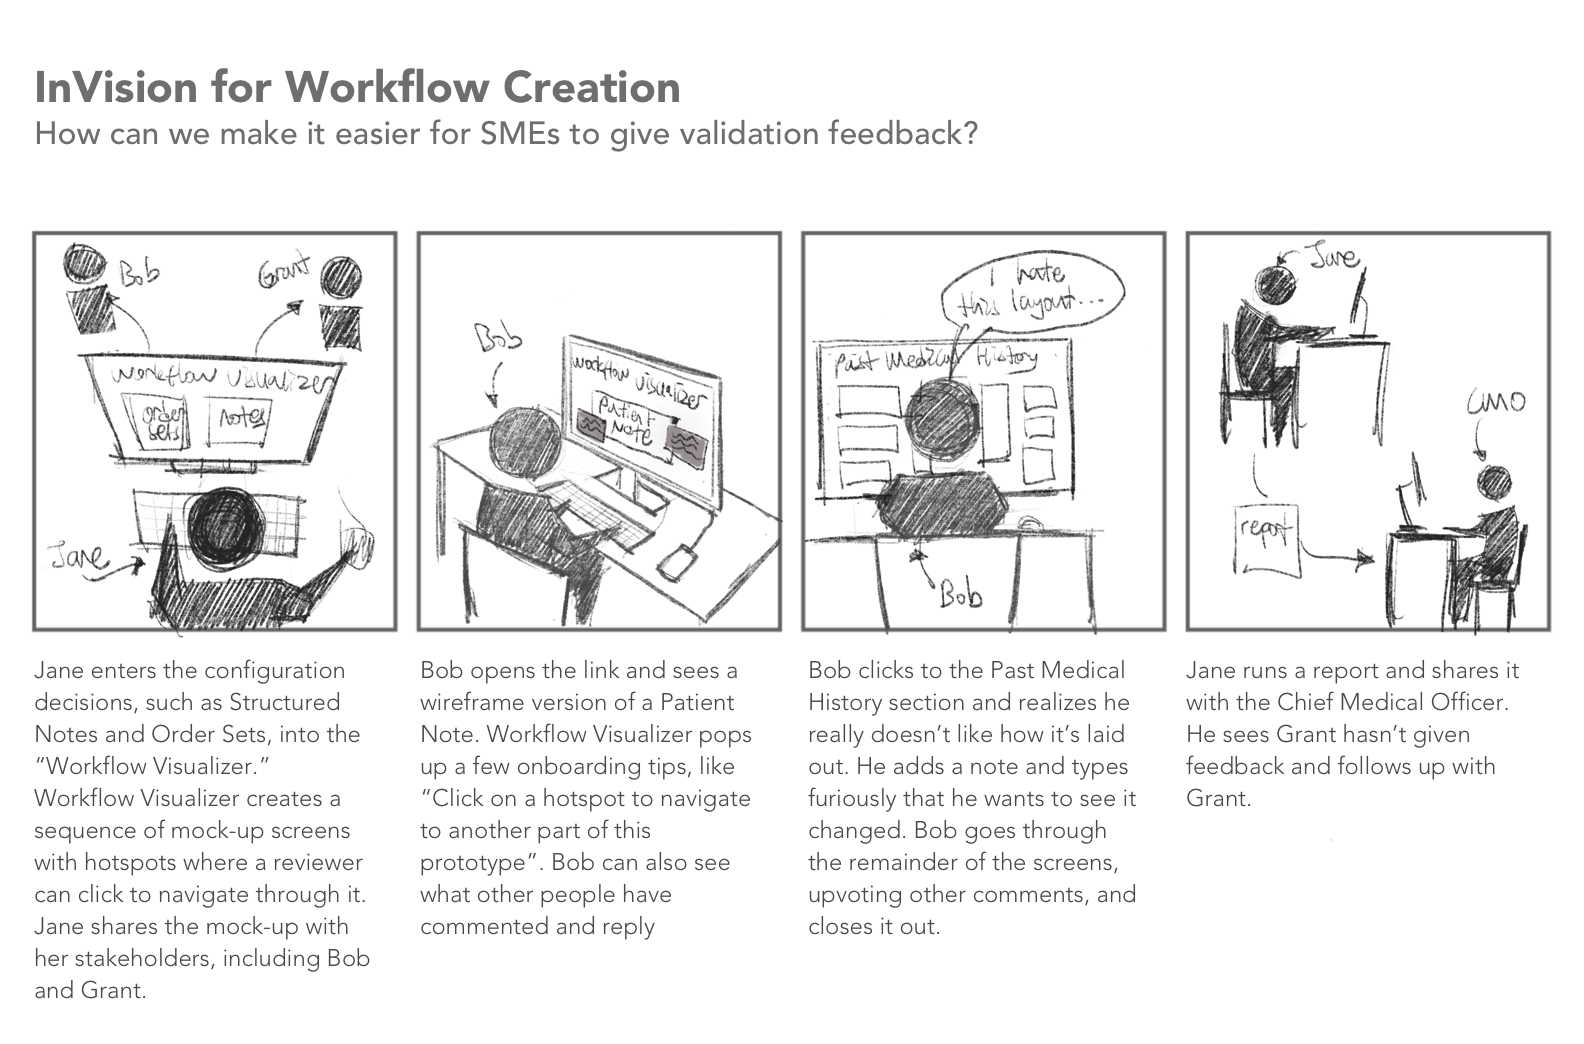 InVision for Workflow Creation
How can we make it easier for SMEs to give validation feedback?
Bob
Grant
Workflow Visualizer
Order
Sets
Notes
Jane
Bob
Workflow Visualizer
Patient
Note
I hate
this layout...
Past Medical History
Bob
Jane
CMO
report
Jane enters the configuration
decisions, such as Structured
Notes and Order Sets, into the
“Workflow Visualizer.”
Workflow Visualizer creates a
sequence of mock-up screens
with hotspots where a reviewer
can click to navigate through it.
Jane shares the mock-up with
her stakeholders, including Bob
and Grant.
Bob opens the link and sees a
wireframe version of a Patient
Note. Workflow Visualizer pops
up a few onboarding tips, like
“Click on a hotspot to navigate
to another part of this
prototype”. Bob can also see
what other people have
commented and reply
Bob clicks to the Past Medical
History section and realizes he
really doesn’t like how it’s laid
out. He adds a note and types
furiously that he wants to see it
changed. Bob goes through
the remainder of the screens,
upvoting other comments, and
closes it out.
Jane runs a report and shares it
with the Chief Medical Officer.
He sees Grant hasn’t given
feedback and follows up with
Grant.